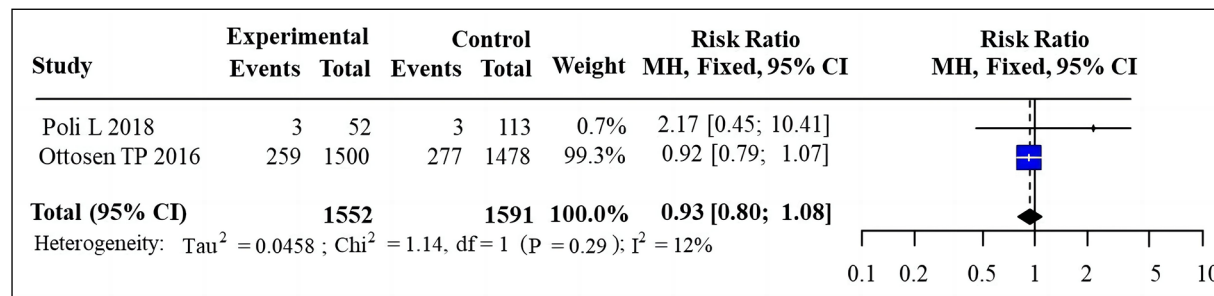 Experimental Control Risk Ratio Risk Ratio
Study Events Total Events Total Weight MH, Fixed, 95% CI MH, Fixed, 95% CI
Poli L 2018 3 52 3 113 0.7% 2.17 [0.45; 10.41]
Ottosen TP 2016 259 1500 277 1478 99.3% 0.92 [0.79; 1.07]
Total (95% CI) 1552 1591 100.0% 0.93 [0.80; 1.08]
Heterogeneity: Tau² = 0.0458 ; Chi² = 1.14, df = 1 (P = 0.29 ); I² = 12%
0.1 0.2 0.5 1 2 5 10